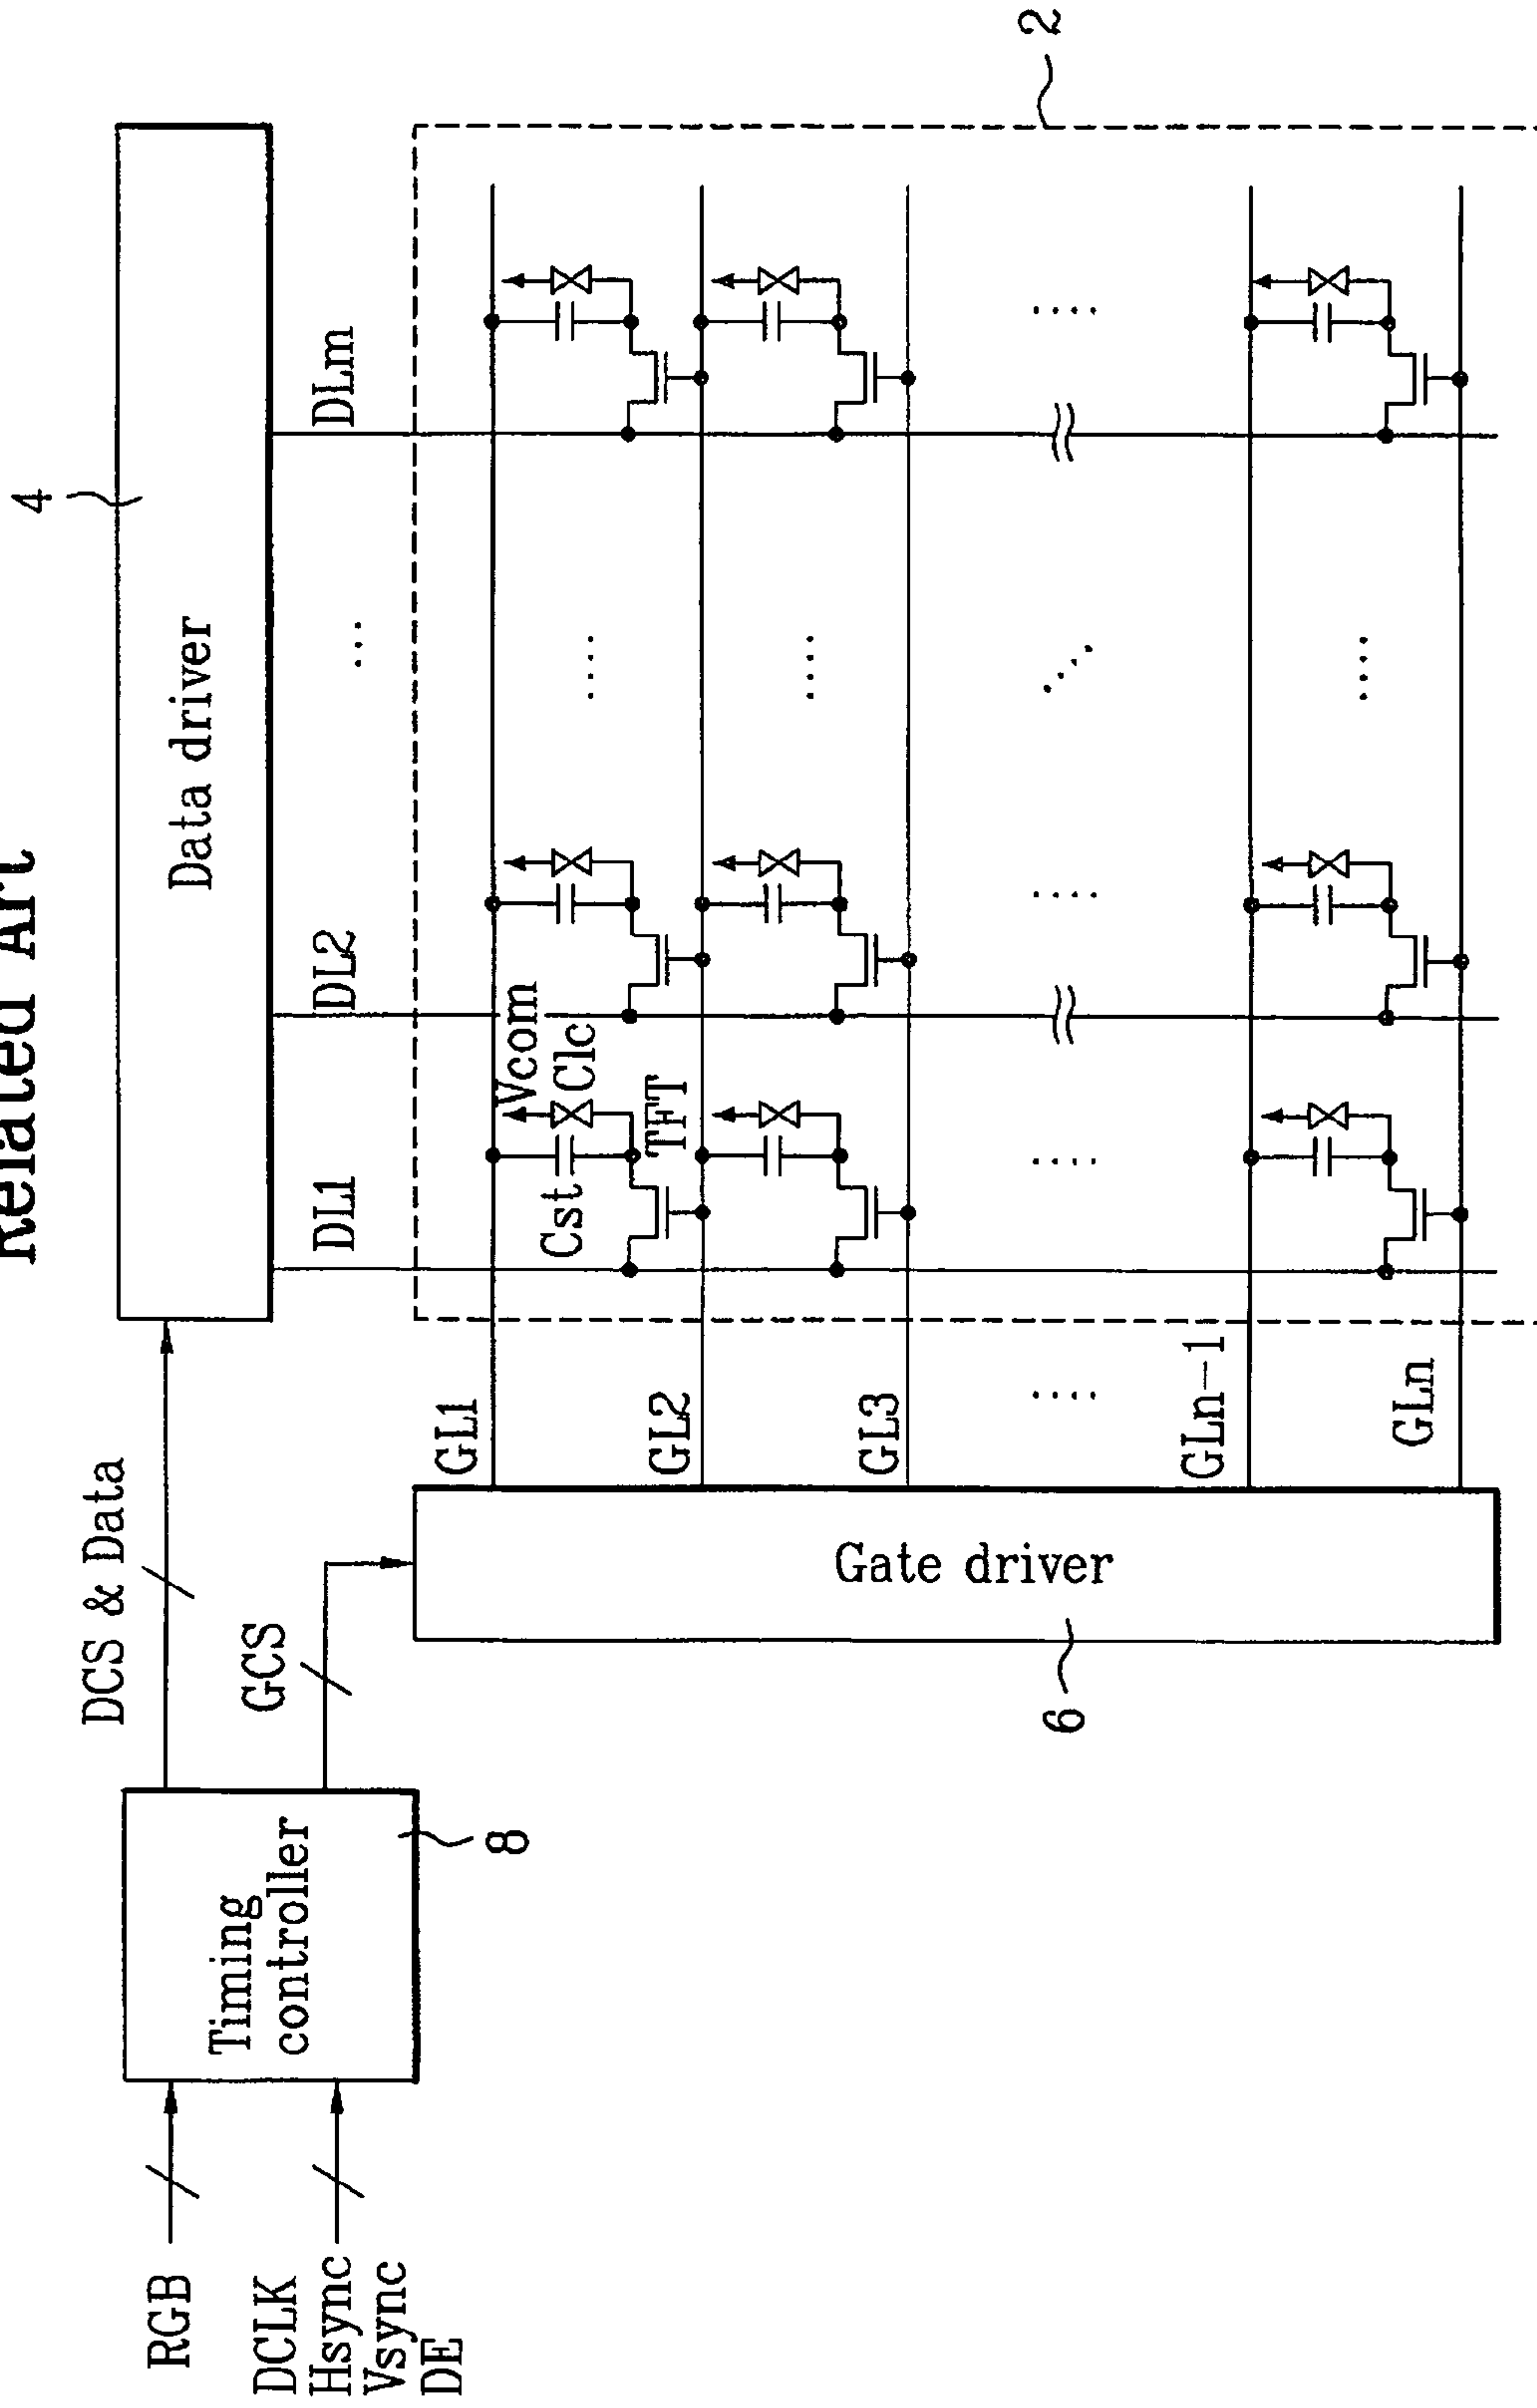 Related Art
4
Data driver
DCS & Data
RGB
Timing
controller
GCS
DCLK
Hsync
Vsync
DE
8
DL1
DL2
...
DLm
GL1
Vcom
Cst
Clc
TFT
GL2
GL3
Gate driver
6
GLn-1
GLn
2